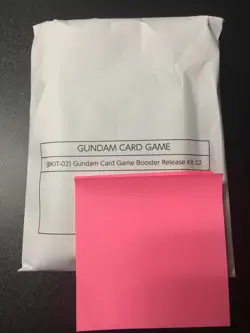 GUNDAM CARD GAME
[BKIT-02] Gundam Card Game Booster Release Kit 02